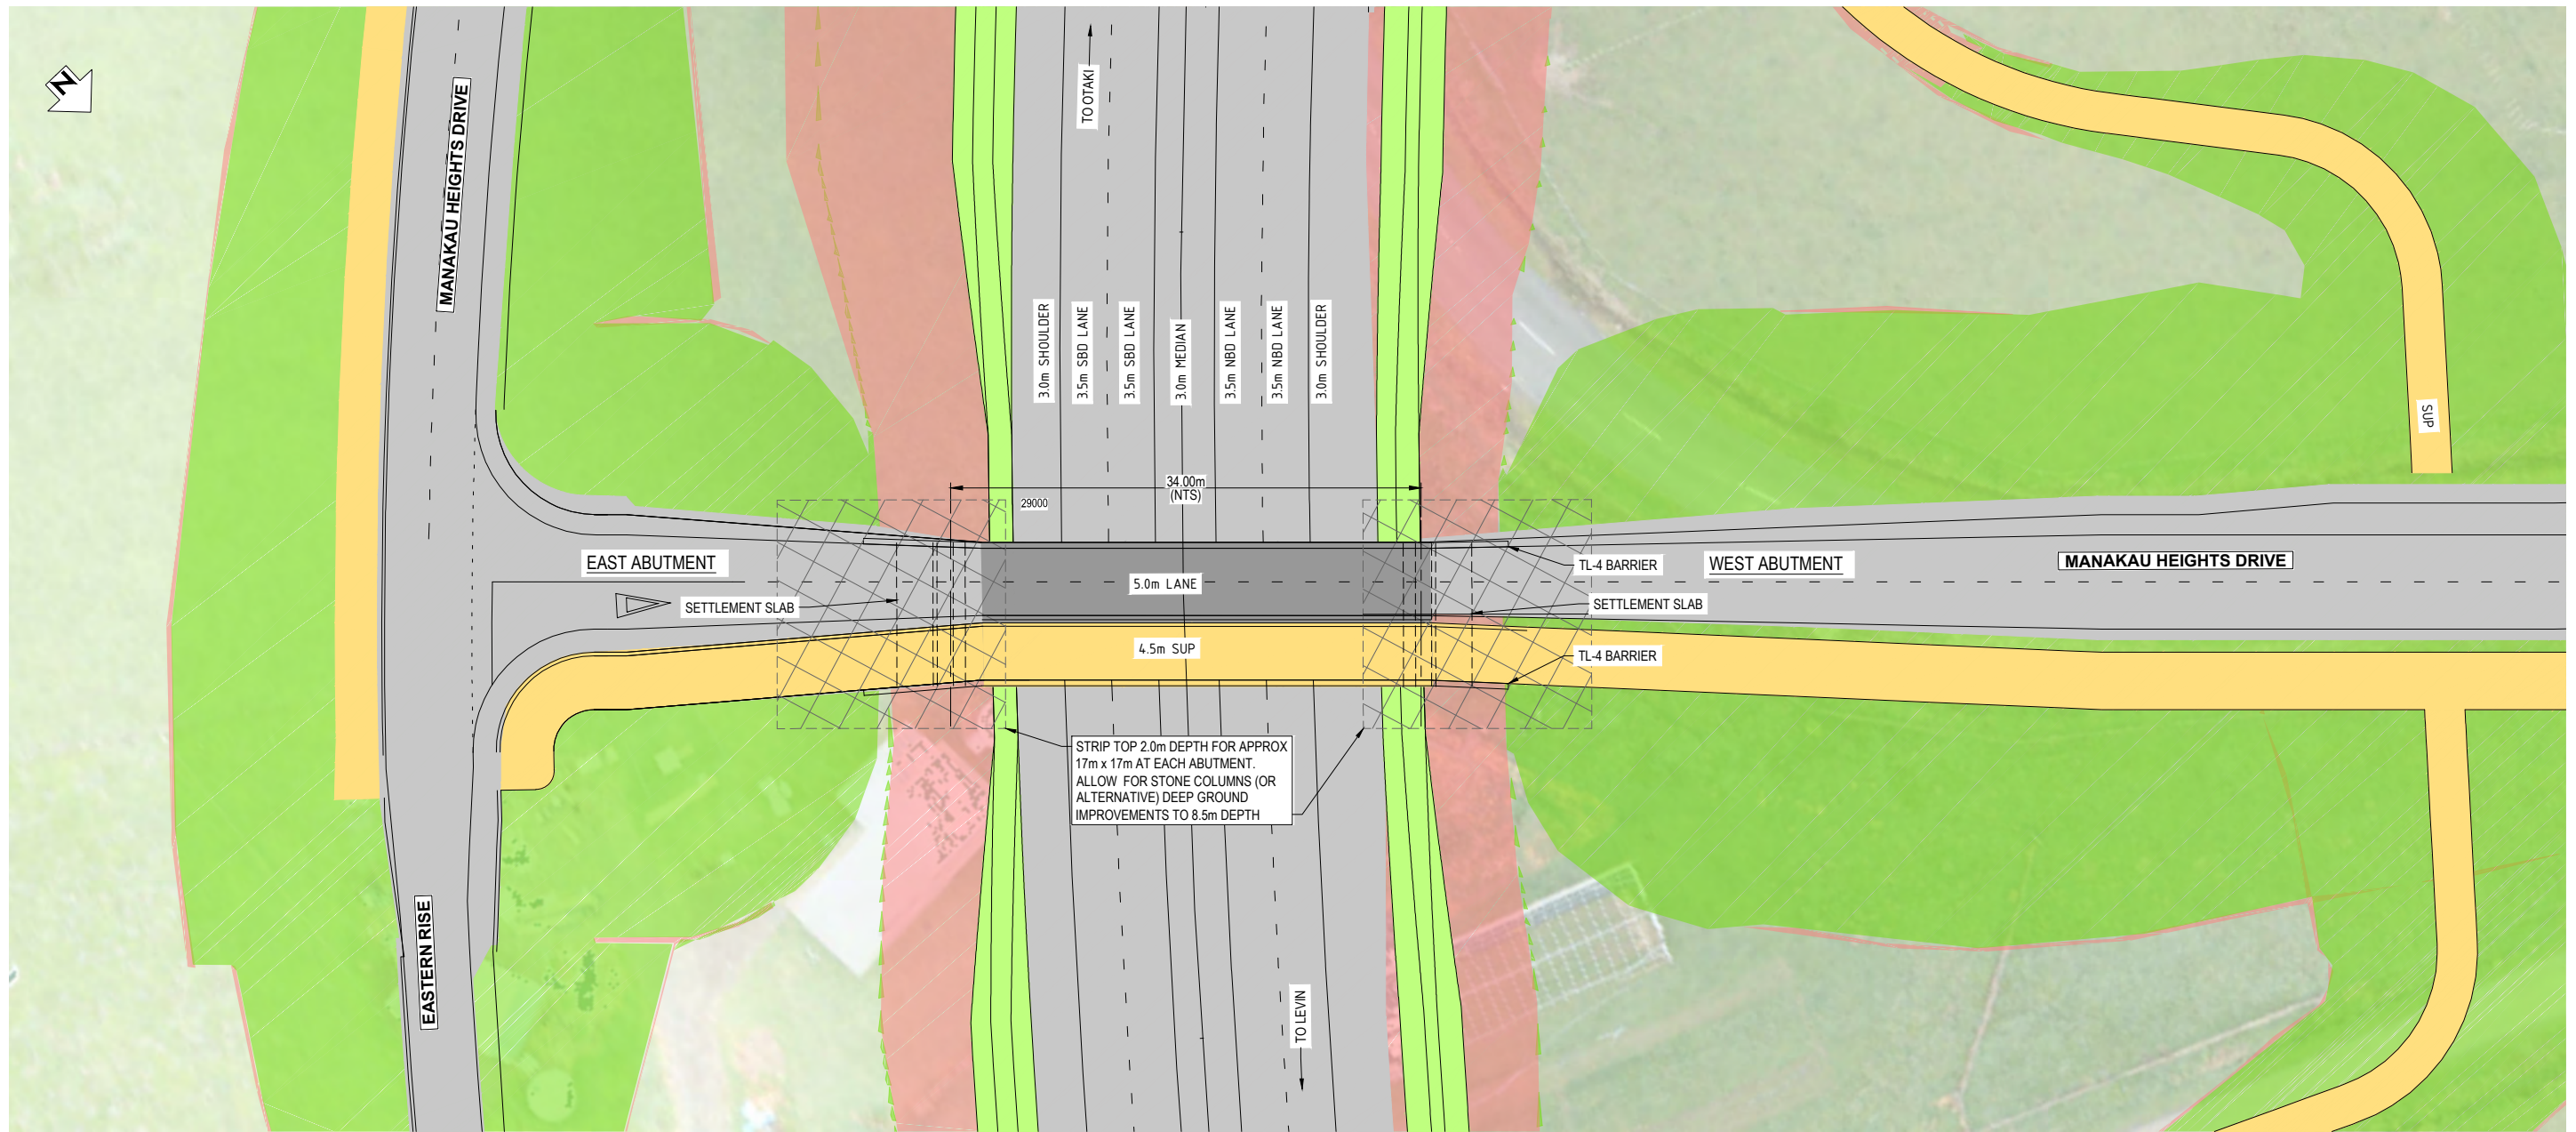 N
MANAKAU HEIGHTS DRIVE
TO OTAKI
3.0m SHOULDER
3.5m SBD LANE
3.5m SBD LANE
3.0m MEDIAN
3.5m NBD LANE
3.5m NBD LANE
3.0m SHOULDER
SUP
34.00m
(NTS)
29000
EAST ABUTMENT
5.0m LANE
TL-4 BARRIER
WEST ABUTMENT
MANAKAU HEIGHTS DRIVE
SETTLEMENT SLAB
SETTLEMENT SLAB
4.5m SUP
TL-4 BARRIER
STRIP TOP 2.0m DEPTH FOR APPROX
17m x 17m AT EACH ABUTMENT.
ALLOW FOR STONE COLUMNS (OR
ALTERNATIVE) DEEP GROUND
IMPROVEMENTS TO 8.5m DEPTH
EASTERN RISE
TO LEVIN